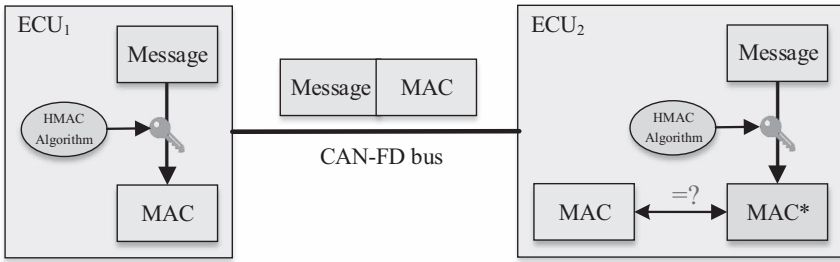 ECU1
Message
HMAC
Algorithm
MAC
Message MAC
CAN-FD bus
ECU2
Message
HMAC
Algorithm
MAC
=?
MAC*